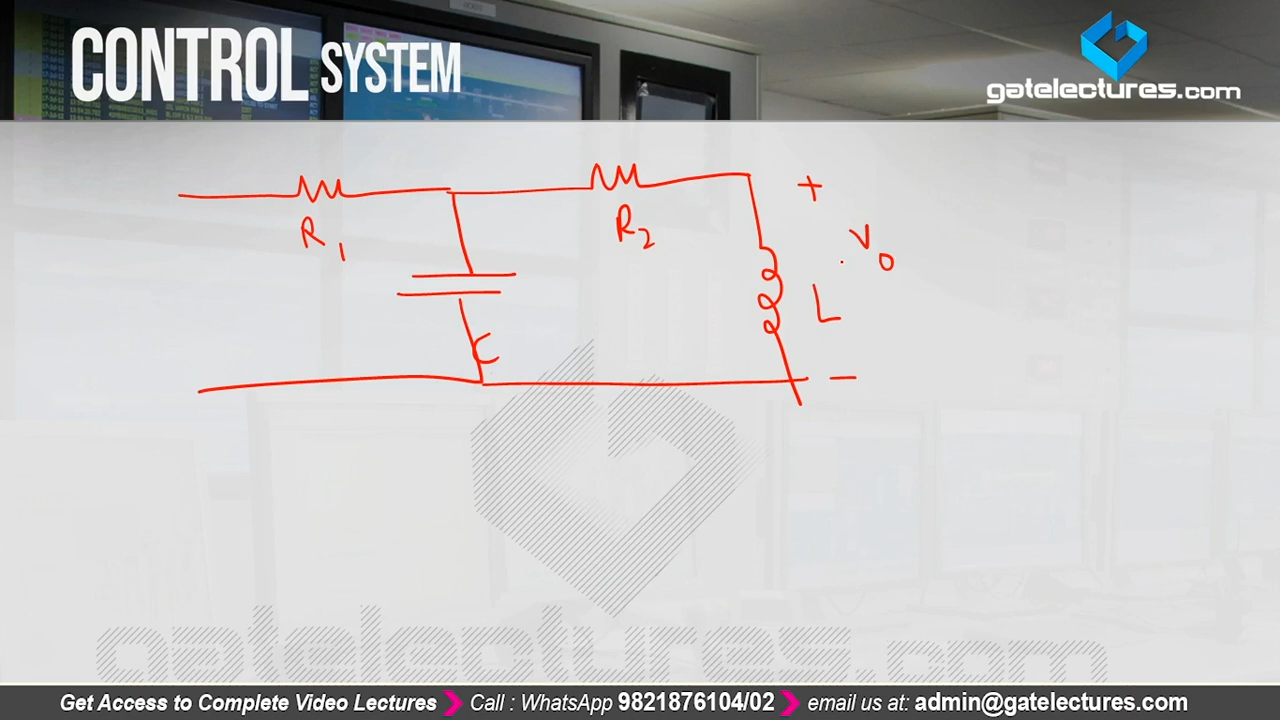 CONTROL SYSTEM
gatelectures.com
R1
R2
+
Vo
L
C
-
gatelectures.com
Get Access to Complete Video Lectures Call : WhatsApp 9821876104/02 email us at: admin@gatelectures.com